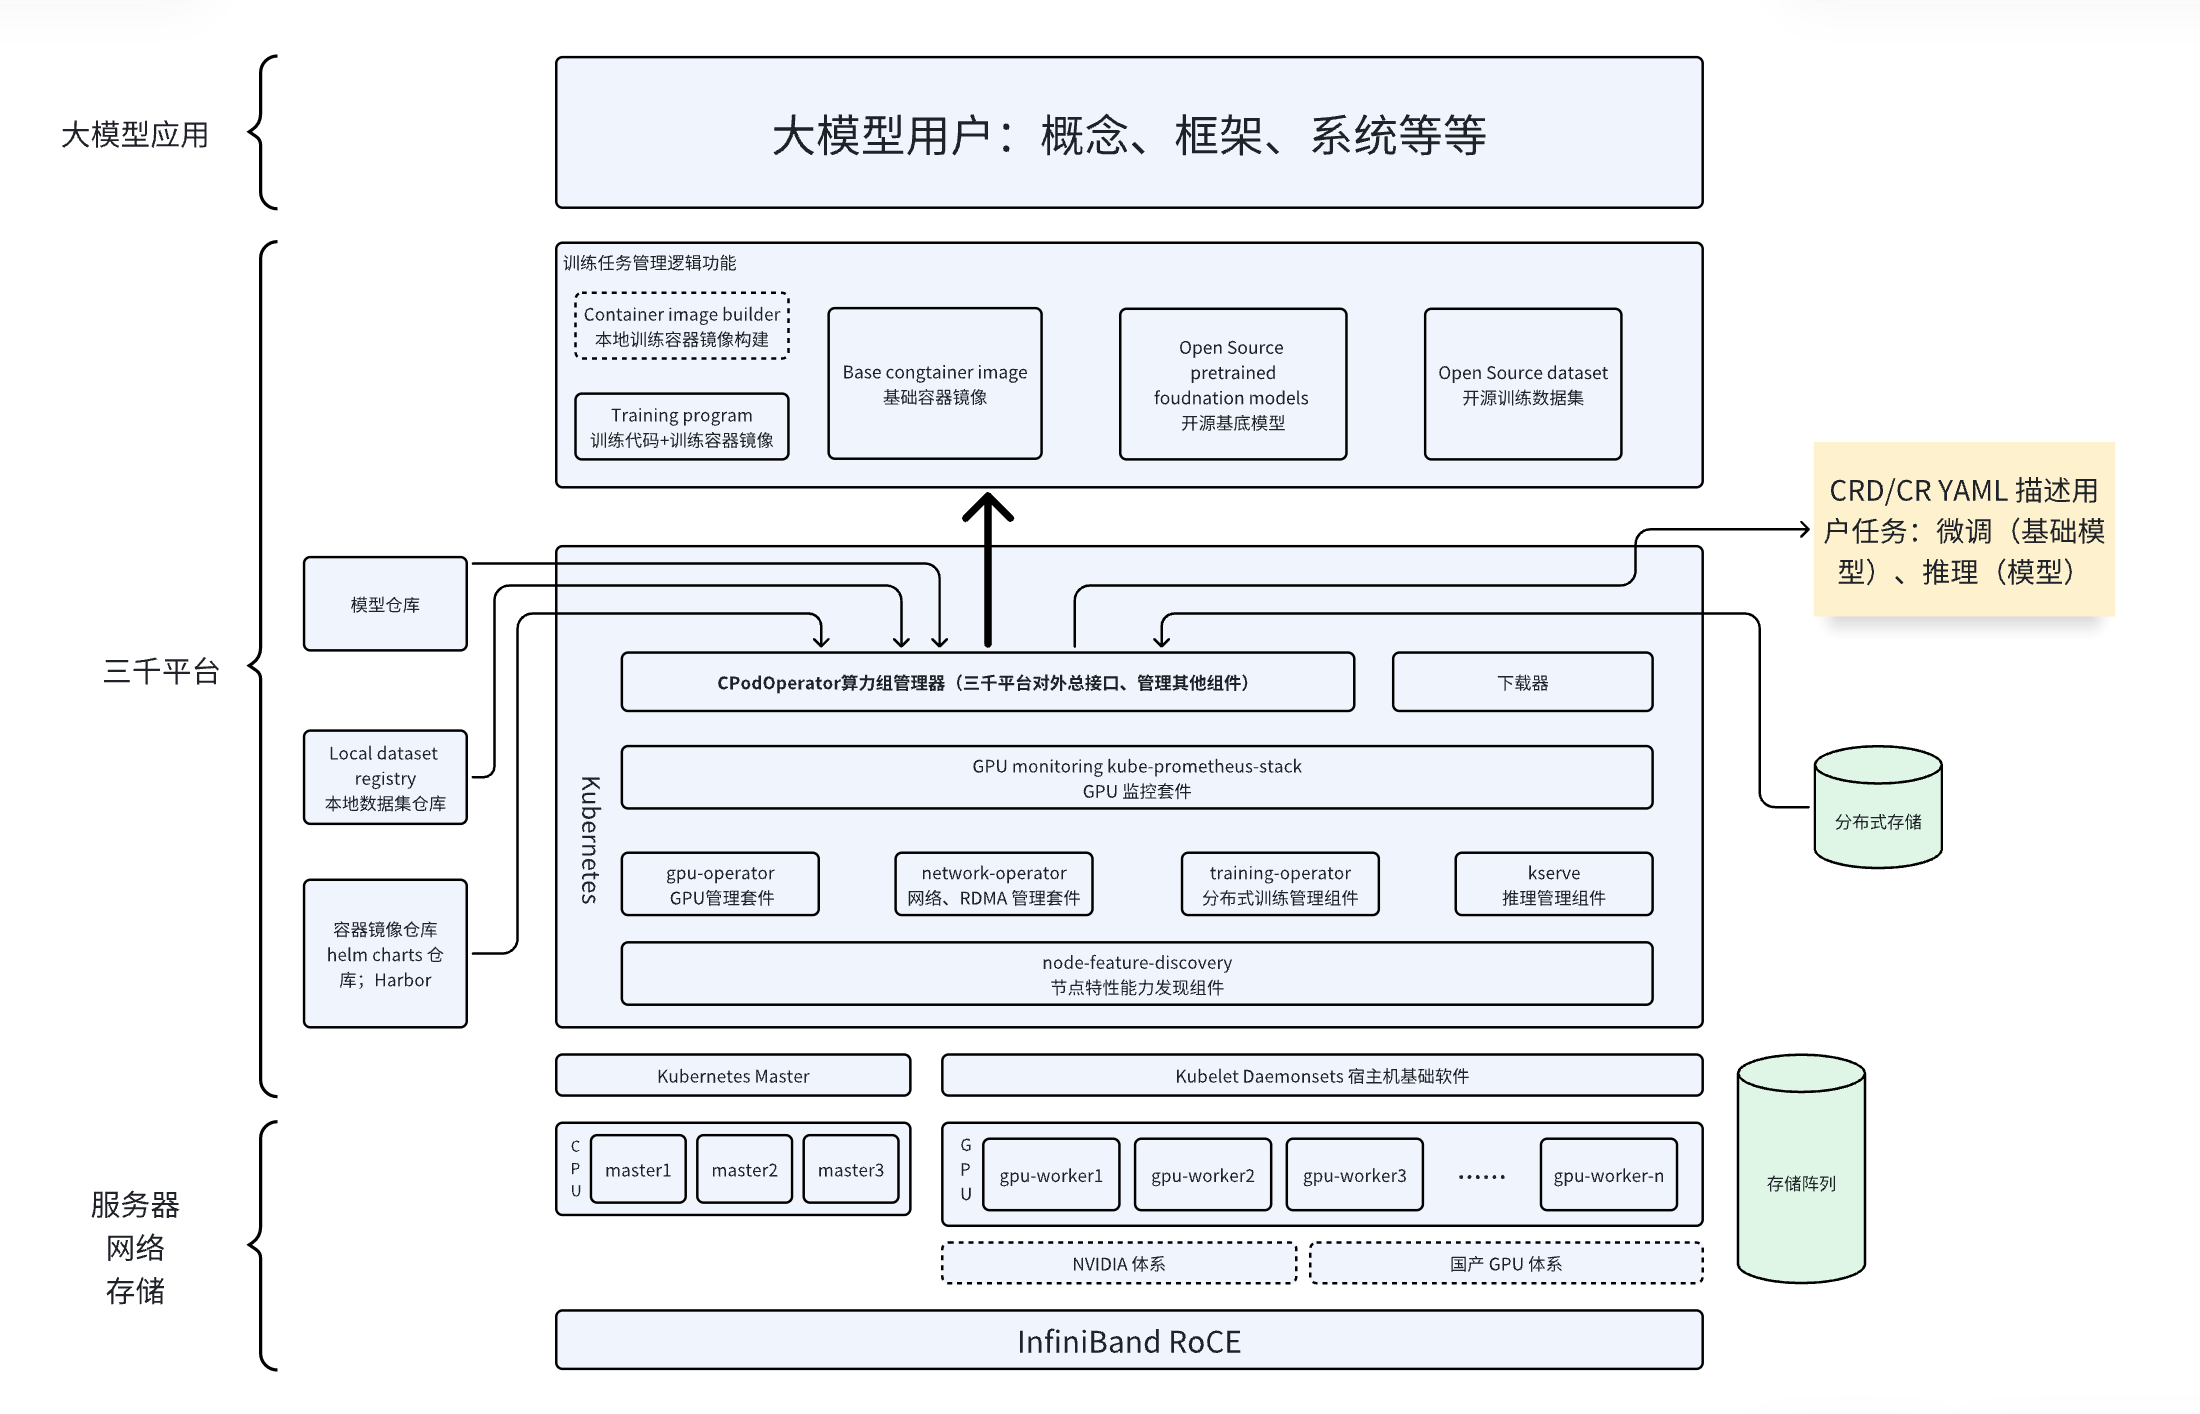 大模型应用
大模型用户：概念、框架、系统等等
三千平台
训练任务管理逻辑功能
Container image builder
本地训练容器镜像构建
Training program
训练代码+训练容器镜像
Base congtainer image
基础容器镜像
Open Source
pretrained
foudnation models
开源基底模型
Open Source dataset
开源训练数据集
CRD/CR YAML 描述用
户任务：微调（基础模
型）、推理（模型）
模型仓库
Local dataset
registry
本地数据集仓库
容器镜像仓库
helm charts 仓
库；Harbor
Kubernetes
CPodOperator算力组管理器（三千平台对外总接口、管理其他组件）
下载器
GPU monitoring kube-prometheus-stack
GPU 监控套件
gpu-operator
GPU管理套件
network-operator
网络、RDMA 管理套件
training-operator
分布式训练管理组件
kserve
推理管理组件
node-feature-discovery
节点特性能力发现组件
分布式存储
Kubernetes Master
Kubelet Daemonsets 宿主机基础软件
服务器
网络
存储
C
P
U
master1
master2
master3
G
P
U
gpu-worker1
gpu-worker2
gpu-worker3
······
gpu-worker-n
存储阵列
NVIDIA 体系
国产 GPU 体系
InfiniBand RoCE